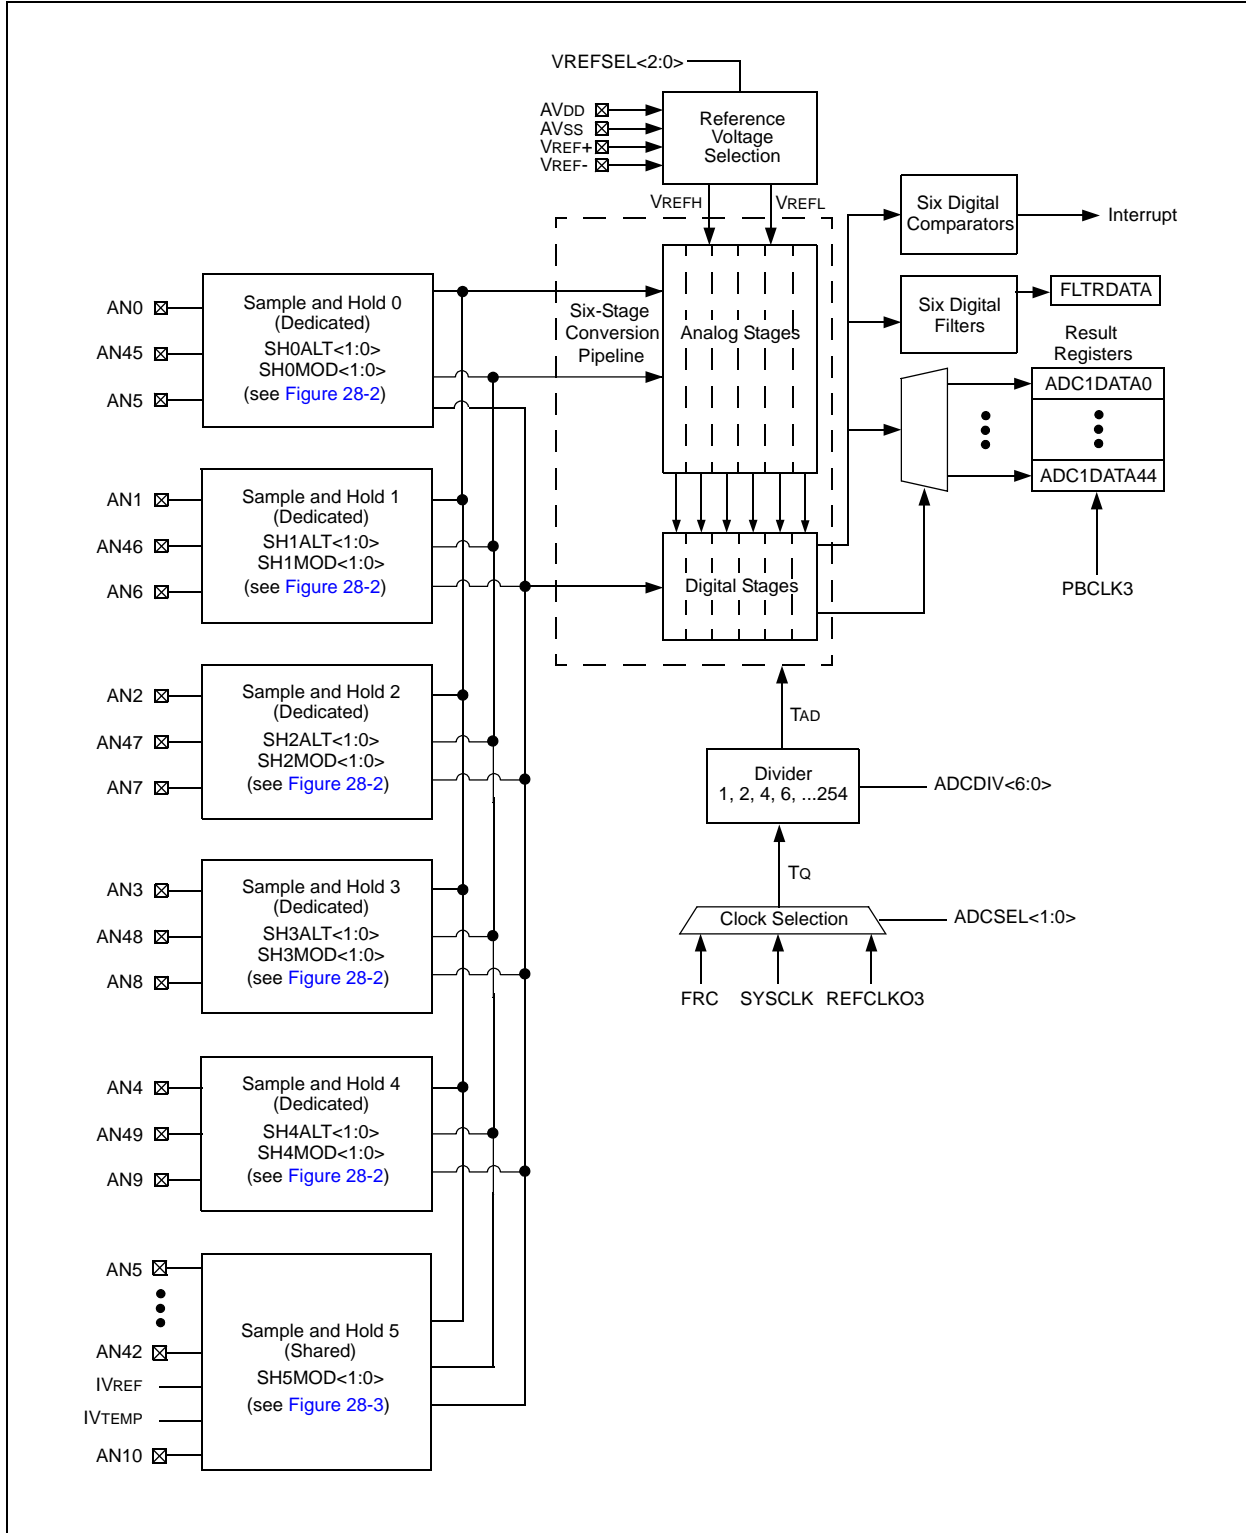 VREFSEL<2:0>
AVDD
AVSS
VREF+
VREF-
Reference
Voltage
Selection
VREFH
VREFL
Six Digital
Comparators
Interrupt
Six Digital
Filters
FLTRDATA
Result
Registers
ADC1DATA0
ADC1DATA44
PBCLK3
Six-Stage
Conversion
Pipeline
Analog Stages
Digital Stages
TAD
Divider
1, 2, 4, 6, ...254
ADCDIV<6:0>
TQ
Clock Selection
ADCSEL<1:0>
FRC
SYSCLK
REFCLKO3
AN0
AN45
AN5
Sample and Hold 0
(Dedicated)
SH0ALT<1:0>
SH0MOD<1:0>
(see Figure 28-2)
AN1
AN46
AN6
Sample and Hold 1
(Dedicated)
SH1ALT<1:0>
SH1MOD<1:0>
(see Figure 28-2)
AN2
AN47
AN7
Sample and Hold 2
(Dedicated)
SH2ALT<1:0>
SH2MOD<1:0>
(see Figure 28-2)
AN3
AN48
AN8
Sample and Hold 3
(Dedicated)
SH3ALT<1:0>
SH3MOD<1:0>
(see Figure 28-2)
AN4
AN49
AN9
Sample and Hold 4
(Dedicated)
SH4ALT<1:0>
SH4MOD<1:0>
(see Figure 28-2)
AN5
AN42
IVREF
IVTEMP
AN10
Sample and Hold 5
(Shared)
SH5MOD<1:0>
(see Figure 28-3)